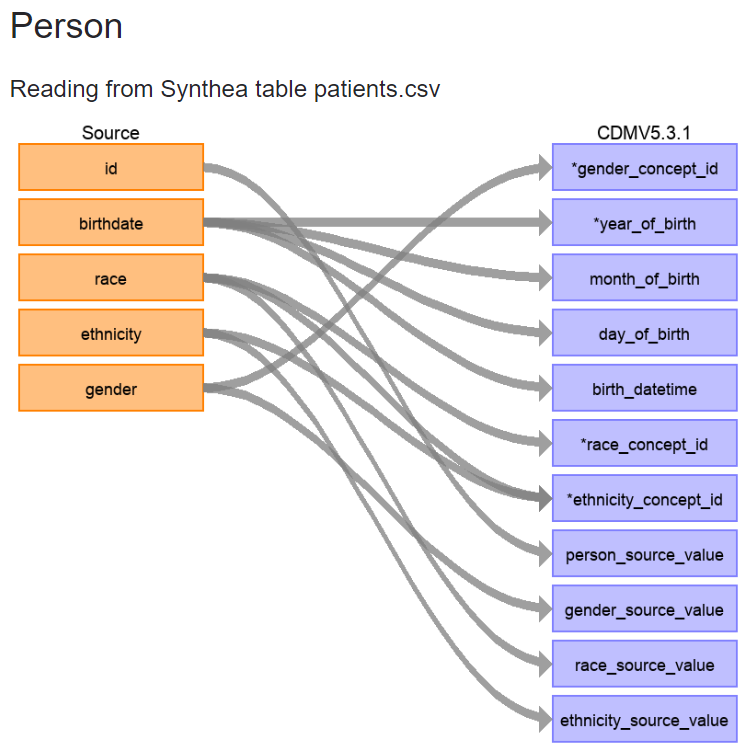 Person
Reading from Synthea table patients.csv
Source
CDMV5.3.1
id
*gender_concept_id
birthdate
*year_of_birth
race
month_of_birth
ethnicity
day_of_birth
gender
birth_datetime
*race_concept_id
*ethnicity_concept_id
person_source_value
gender_source_value
race_source_value
ethnicity_source_value